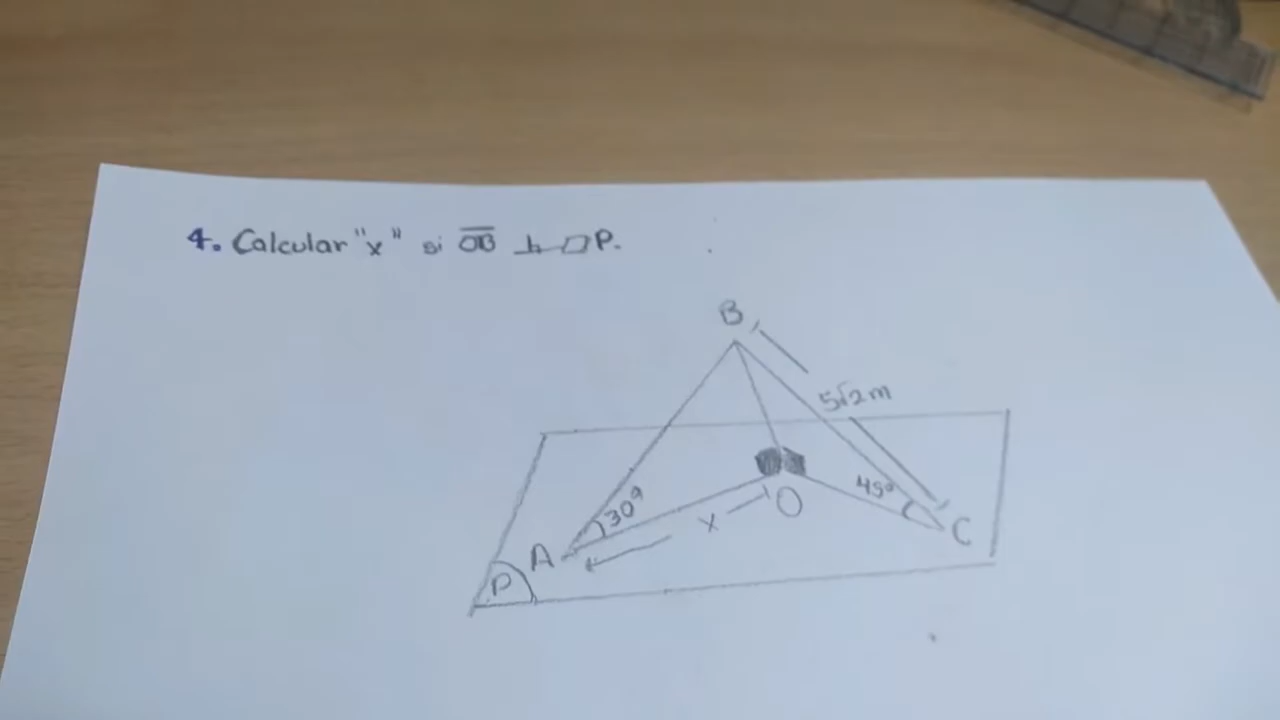 4. Calcular "x" si OB ⊥ ▱P.
B
5√2m
45°
30°
x
O
A
C
P